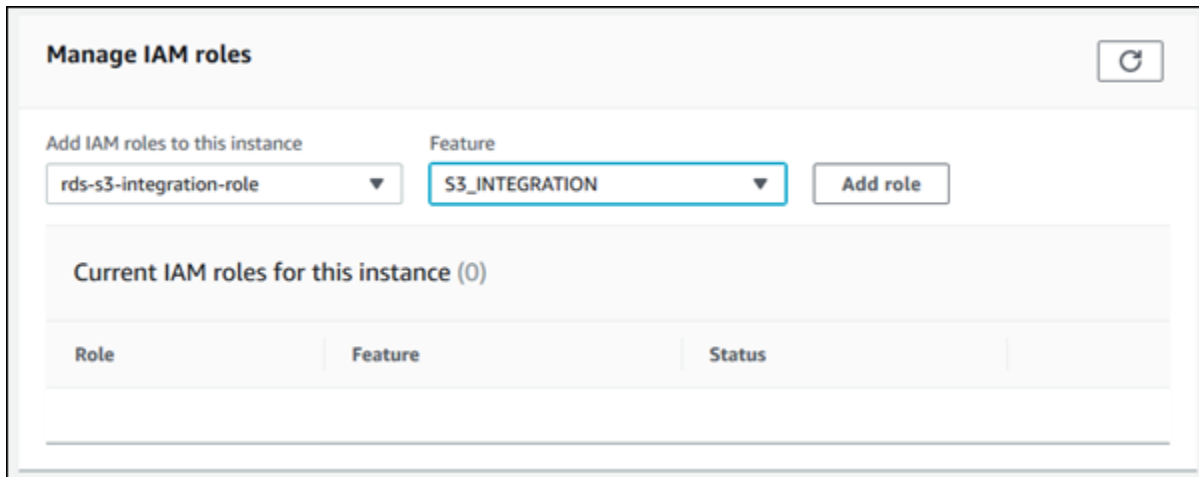 Manage IAM roles
Add IAM roles to this instance Feature
rds-s3-integration-role S3_INTEGRATION Add role
Current IAM roles for this instance (0)
Role Feature Status